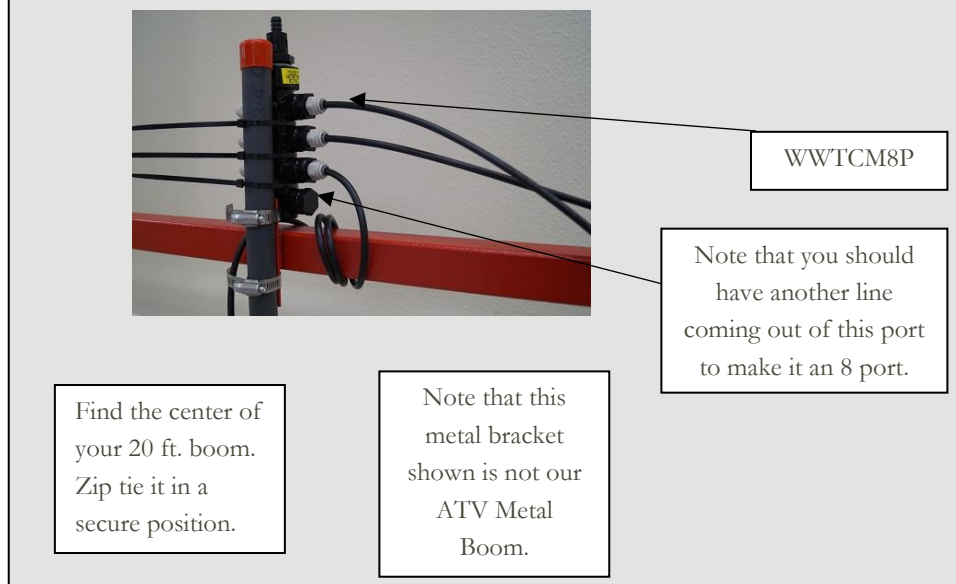 WWTCM8P
Note that you should
have another line
coming out of this port
to make it an 8 port.
Find the center of
your 20 ft. boom.
Zip tie it in a
secure position.
Note that this
metal bracket
shown is not our
ATV Metal
Boom.